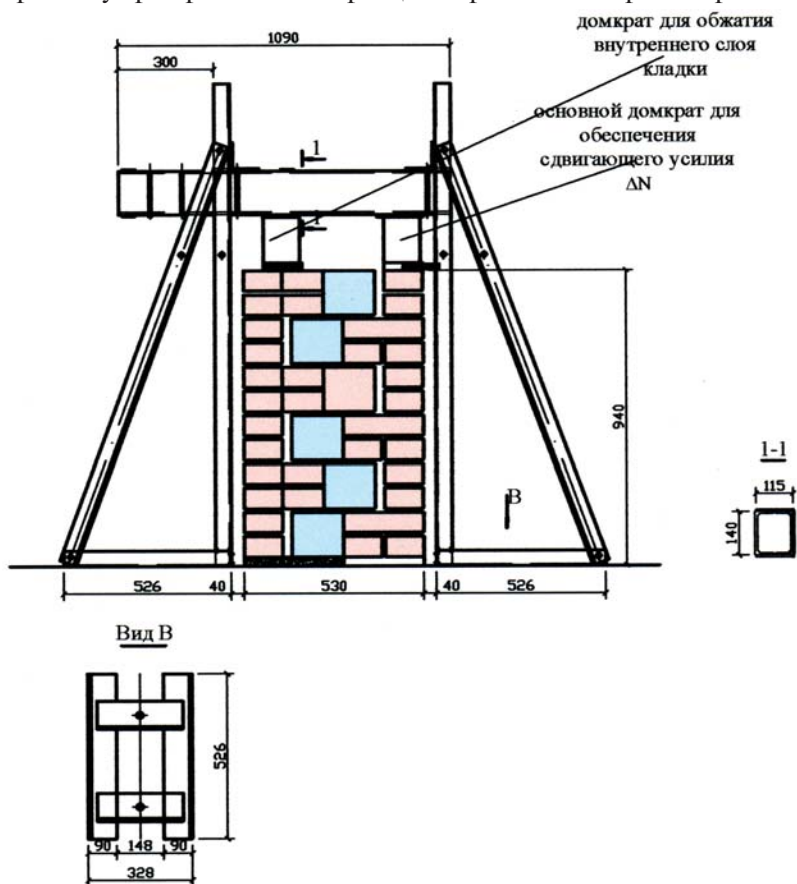 домкрат для обжатия
внутреннего слоя
кладки
основной домкрат для
обеспечения
сдвигающего усилия
ΔN
1090
300
1
1
940
B
1-1
115
140
526
40
530
40
526
Вид В
526
90
148
90
328